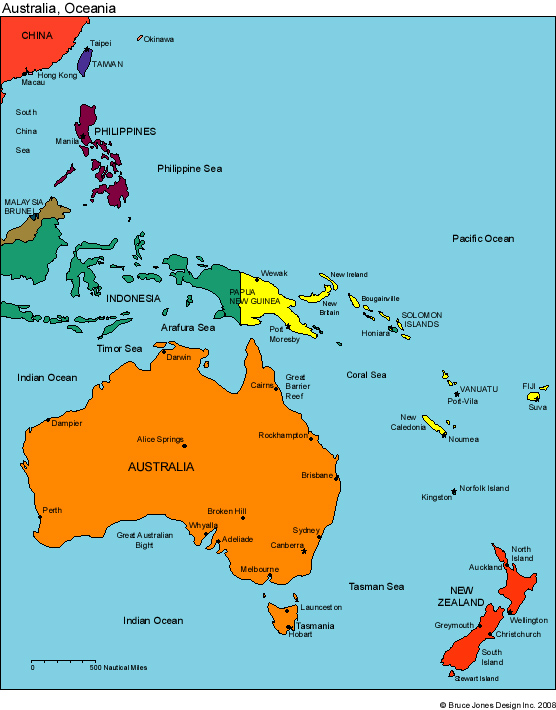 Australia, Oceania
CHINA
Okinawa
Taipei
TAIWAN
Hong Kong
Macau
South
China
Sea
PHILIPPINES
Manila
Philippine Sea
MALAYSIA
BRUNEI
Pacific Ocean
Wewak
New Ireland
PAPUA
NEW GUINEA
INDONESIA
Bougainville
New
Britain
SOLOMON
ISLANDS
Honiara
Arafura Sea
Port
Moresby
Timor Sea
Darwin
Indian Ocean
Coral Sea
Cairns
Great
Barrier
Reef
VANUATU
Port-Vila
FIJI
Suva
New
Caledonia
Noumea
Dampier
Alice Springs
Rockhampton
AUSTRALIA
Brisbane
Norfolk Island
Kingston
Perth
Broken Hill
Whyalla
Great Australian
Bight
Adeliade
Sydney
Canberra
Melbourne
North
Island
Auckland
Tasman Sea
NEW
ZEALAND
Launceston
Tasmania
Hobart
Indian Ocean
Wellington
Greymouth
Christchurch
South
Island
Stewart Island
0
500 Nautical Miles
© Bruce Jones Design Inc. 2008